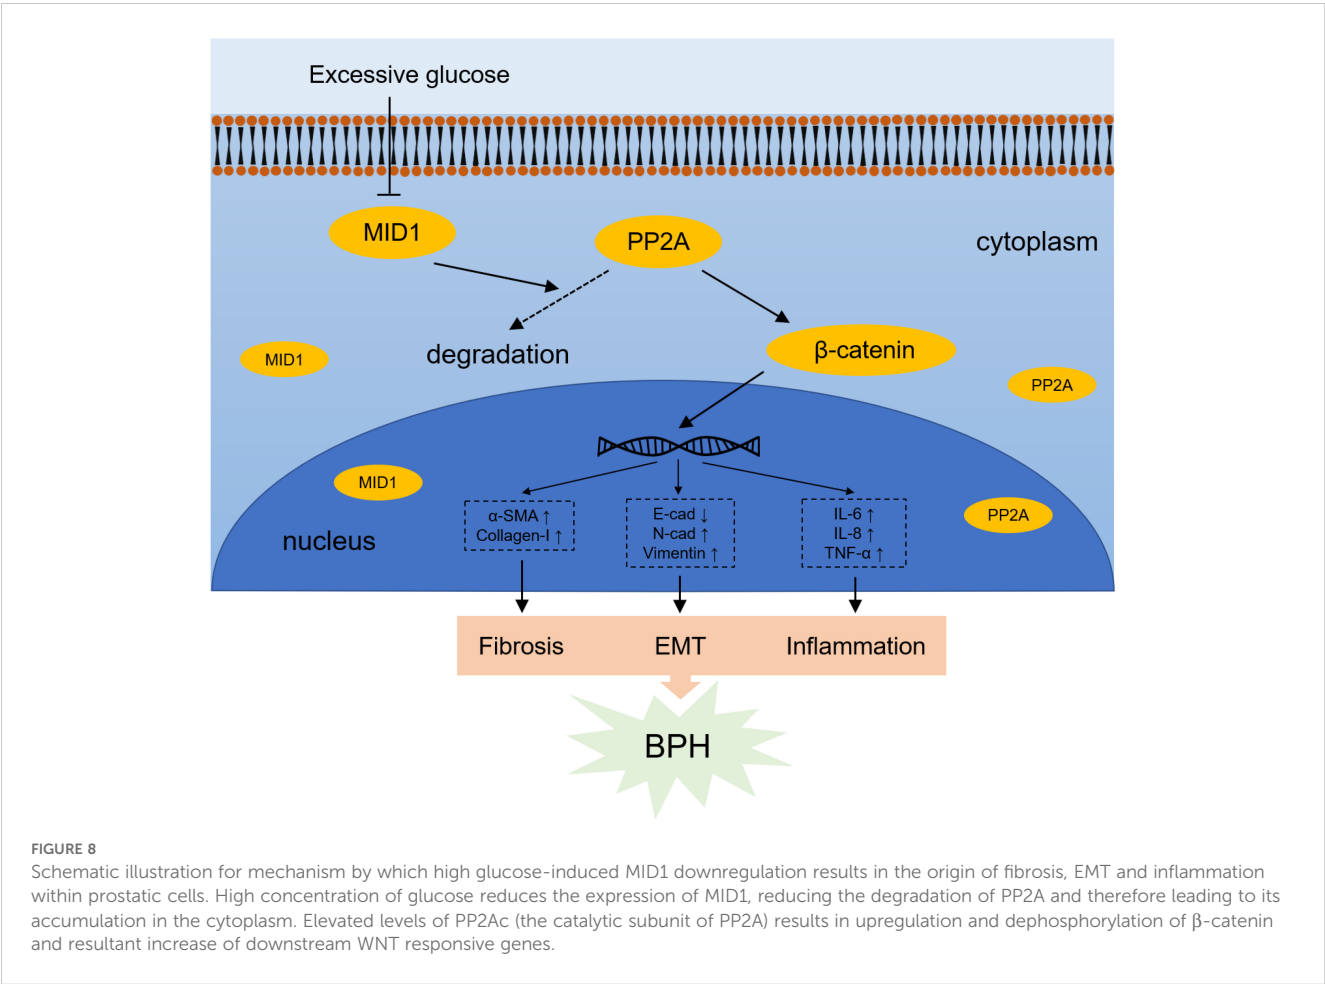 Excessive glucose
MID1
PP2A
cytoplasm
degradation
β-catenin
MID1
PP2A
MID1
PP2A
nucleus
α-SMA ↑
Collagen-I ↑
E-cad ↓
N-cad ↑
Vimentin ↑
IL-6 ↑
IL-8 ↑
TNF-α ↑
Fibrosis
EMT
Inflammation
BPH
FIGURE 8
Schematic illustration for mechanism by which high glucose-induced MID1 downregulation results in the origin of fibrosis, EMT and inflammation
within prostatic cells. High concentration of glucose reduces the expression of MID1, reducing the degradation of PP2A and therefore leading to its
accumulation in the cytoplasm. Elevated levels of PP2Ac (the catalytic subunit of PP2A) results in upregulation and dephosphorylation of β-catenin
and resultant increase of downstream WNT responsive genes.